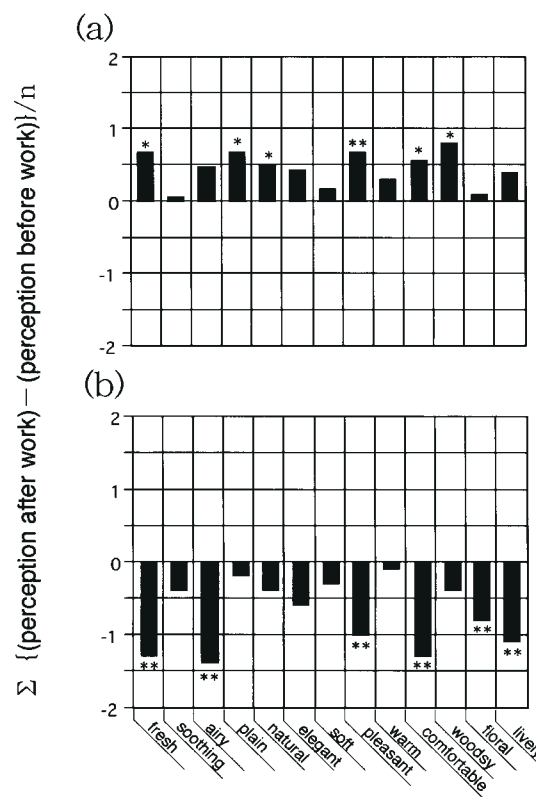 (a)
Σ {(perception after work) — (perception before work)}/n
2
1
0
-1
-2
*
*
*
**
*
*
(b)
2
1
0
-1
-2
**
**
**
**
**
**
fresh
soothing
airy
plain
natural
elegant
soft
pleasant
warm
comfortable
woodsy
floral
lively